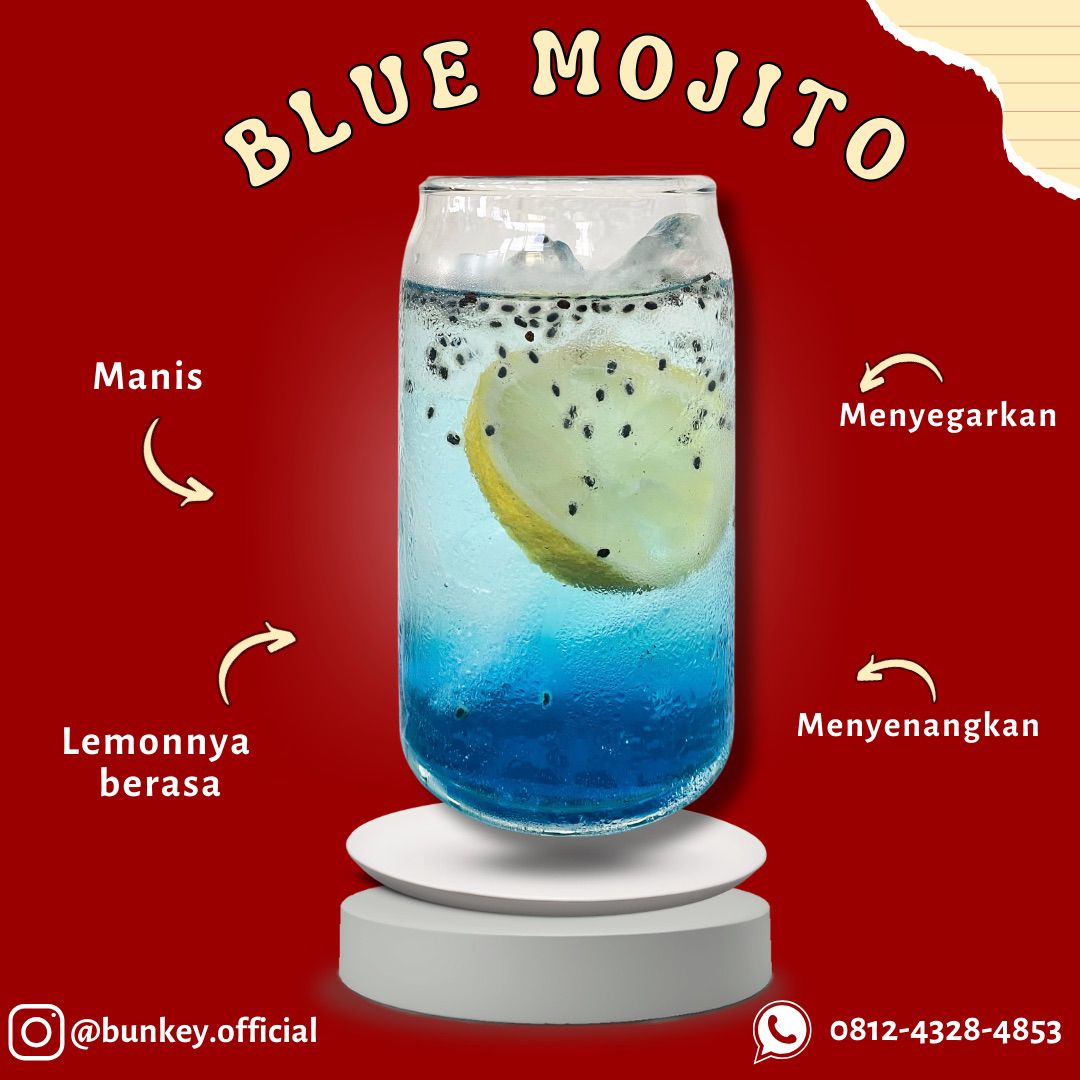 BLUE MOJITO
Manis
Menyegarkan
Lemonnya
berasa
Menyenangkan
@bunkey.official
0812-4328-4853